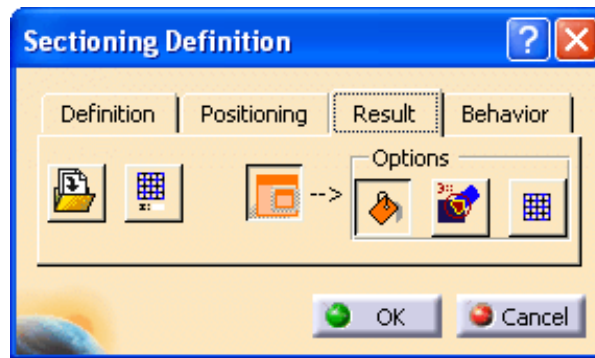 Sectioning Definition
Definition Positioning Result Behavior
Options
-->
OK Cancel